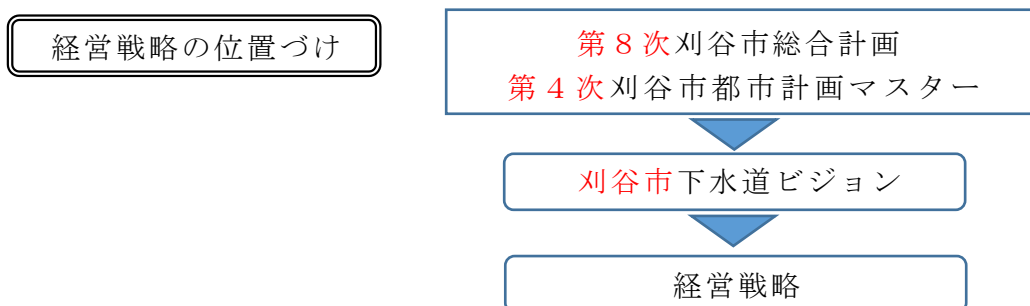 経営戦略の位置づけ
第８次刈谷市総合計画
第４次刈谷市都市計画マスター
刈谷市下水道ビジョン
経営戦略